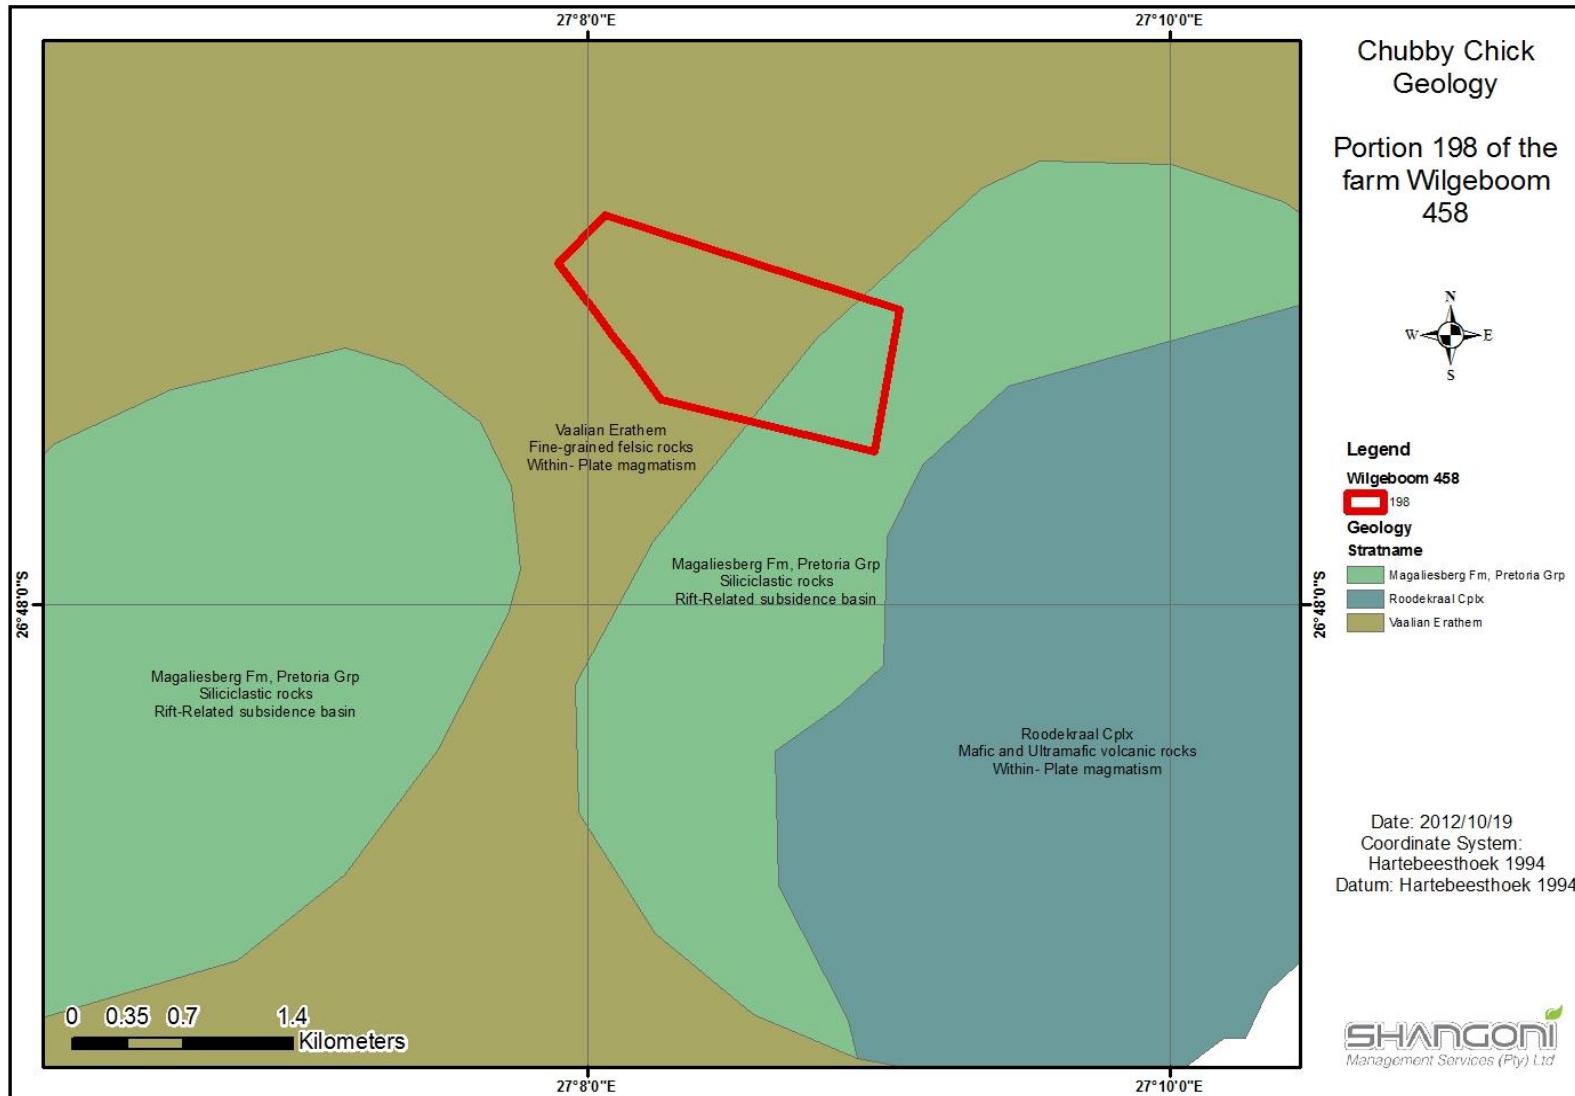 27°8'0"E
27°10'0"E
Chubby Chick
Geology
Portion 198 of the
farm Wilgeboom
458
N
W
E
S
Vaalian Erathem
Fine-grained felsic rocks
Within- Plate magmatism
Legend
Wilgeboom 458
198
Geology
Stratname
Magaliesberg Fm, Pretoria Grp
Roodekraal Cplx
Vaalian Erathem
Magaliesberg Fm, Pretoria Grp
Siliciclastic rocks
Rift-Related subsidence basin
26°48'0"S
26°48'0"S
Magaliesberg Fm, Pretoria Grp
Siliciclastic rocks
Rift-Related subsidence basin
Roodekraal Cplx
Mafic and Ultramafic volcanic rocks
Within- Plate magmatism
Date: 2012/10/19
Coordinate System:
Hartebeesthoek 1994
Datum: Hartebeesthoek 1994
0 0.35 0.7 1.4
Kilometers
SHANGONI
Management Services (Pty) Ltd
27°8'0"E
27°10'0"E